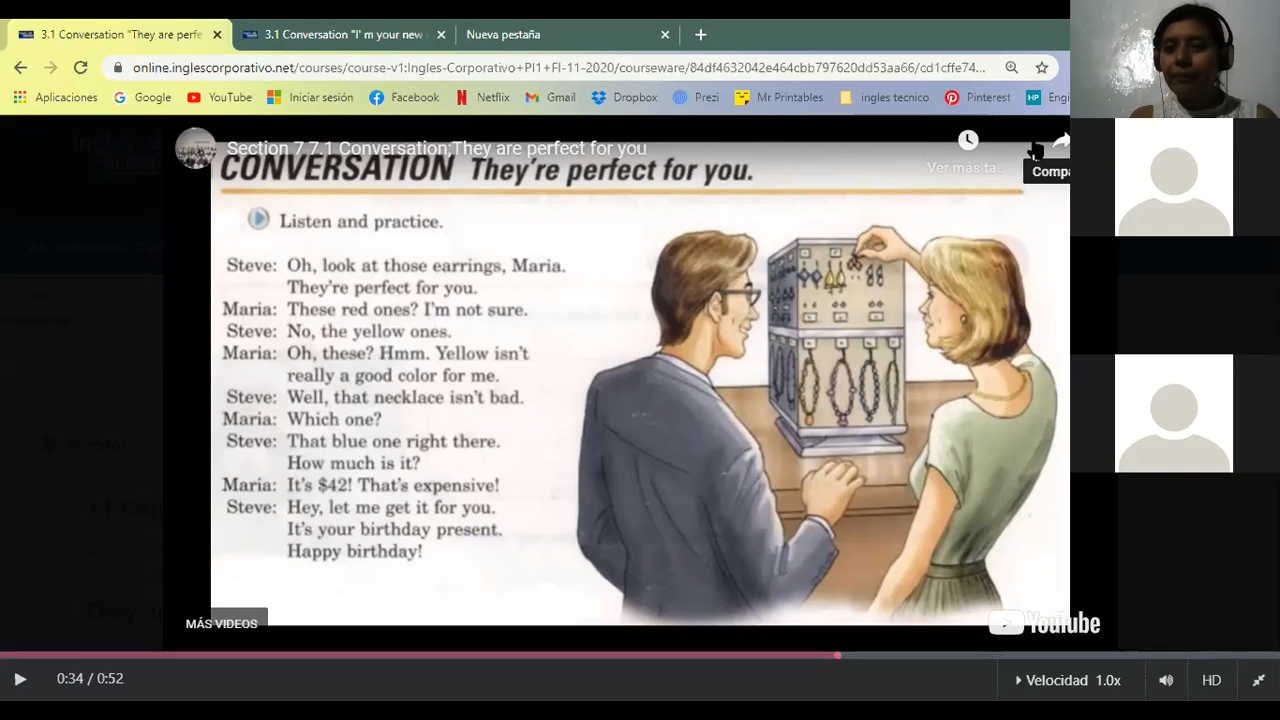 3.1 Conversation "They are perfe
3.1 Conversation "I' m your new
Nueva pestaña
online.inglescorporativo.net/courses/course-v1:Ingles-Corporativo+PI1+FI-11-2020/courseware/84df4632042e464cbb797620dd53aa66/cd1cffe74...
Aplicaciones
Google
YouTube
Iniciar sesión
Facebook
Netflix
Gmail
Dropbox
Prezi
Mr Printables
ingles tecnico
Pinterest
HP
Engl
Section 7 7.1 Conversation;They are perfect for you
Ver más ta...
Compa
CONVERSATION They're perfect for you.
Listen and practice.
Steve: Oh, look at those earrings, Maria.
They're perfect for you.
Maria: These red ones? I'm not sure.
Steve: No, the yellow ones.
Maria: Oh, these? Hmm. Yellow isn't
really a good color for me.
Steve: Well, that necklace isn't bad.
Maria: Which one?
Steve: That blue one right there.
How much is it?
Maria: It's $42! That's expensive!
Steve: Hey, let me get it for you.
It's your birthday present.
Happy birthday!
MÁS VIDEOS
YouTube
0:34 / 0:52
Velocidad 1.0x
HD